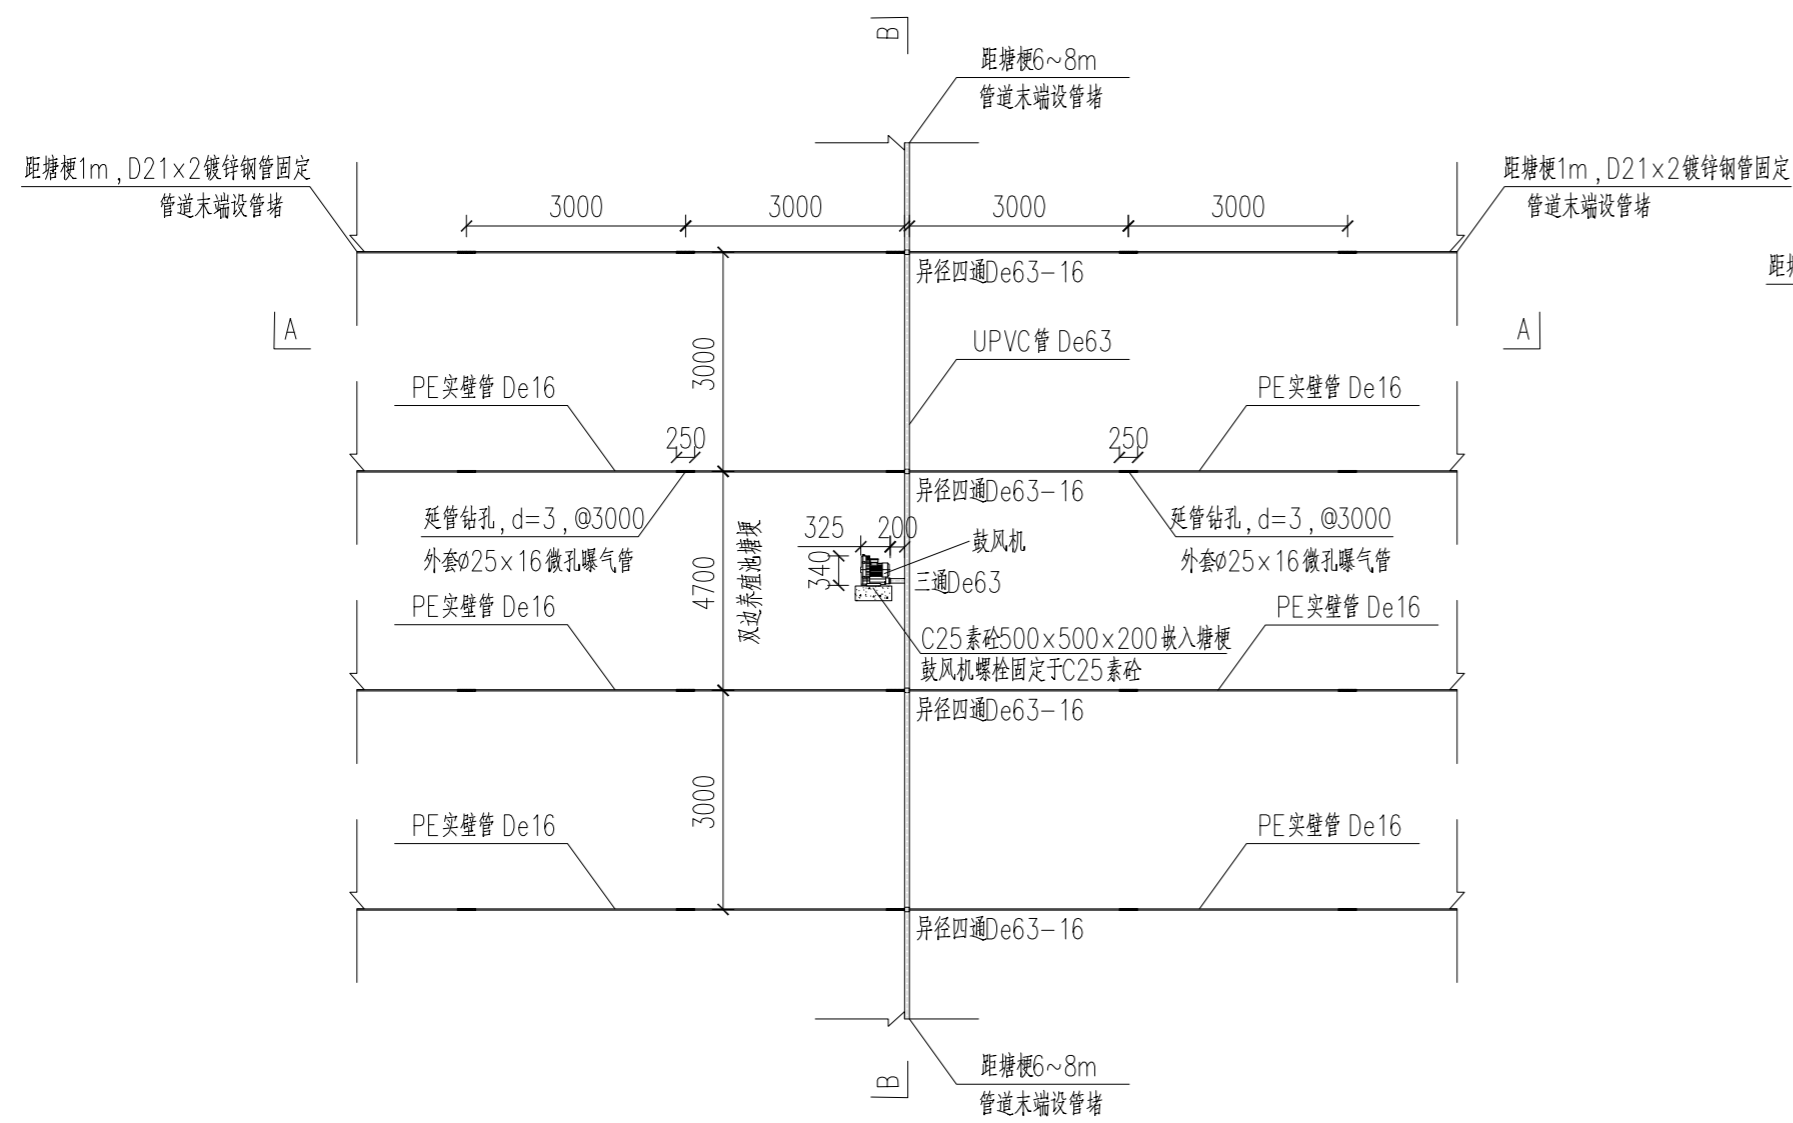 B
距塘梗6~8m
管道末端设管堵
距塘梗1m,D21×2镀锌钢管固定
管道末端设管堵
距塘梗1m,D21×2镀锌钢管固定
管道末端设管堵
3000
3000
3000
3000
异径四通De63-16
距塘
A
A
UPVC管 De63
3000
PE实壁管 De16
PE实壁管 De16
250
250
异径四通De63-16
延管钻孔,d=3,@3000
外套ø25×16微孔曝气管
延管钻孔,d=3,@3000
外套ø25×16微孔曝气管
325
200
鼓风机
340
三通De63
4700
双边养殖池塘埂
PE实壁管 De16
PE实壁管 De16
C25素砼500×500×200嵌入塘梗
鼓风机螺栓固定于C25素砼
异径四通De63-16
3000
PE实壁管 De16
PE实壁管 De16
异径四通De63-16
B
距塘梗6~8m
管道末端设管堵